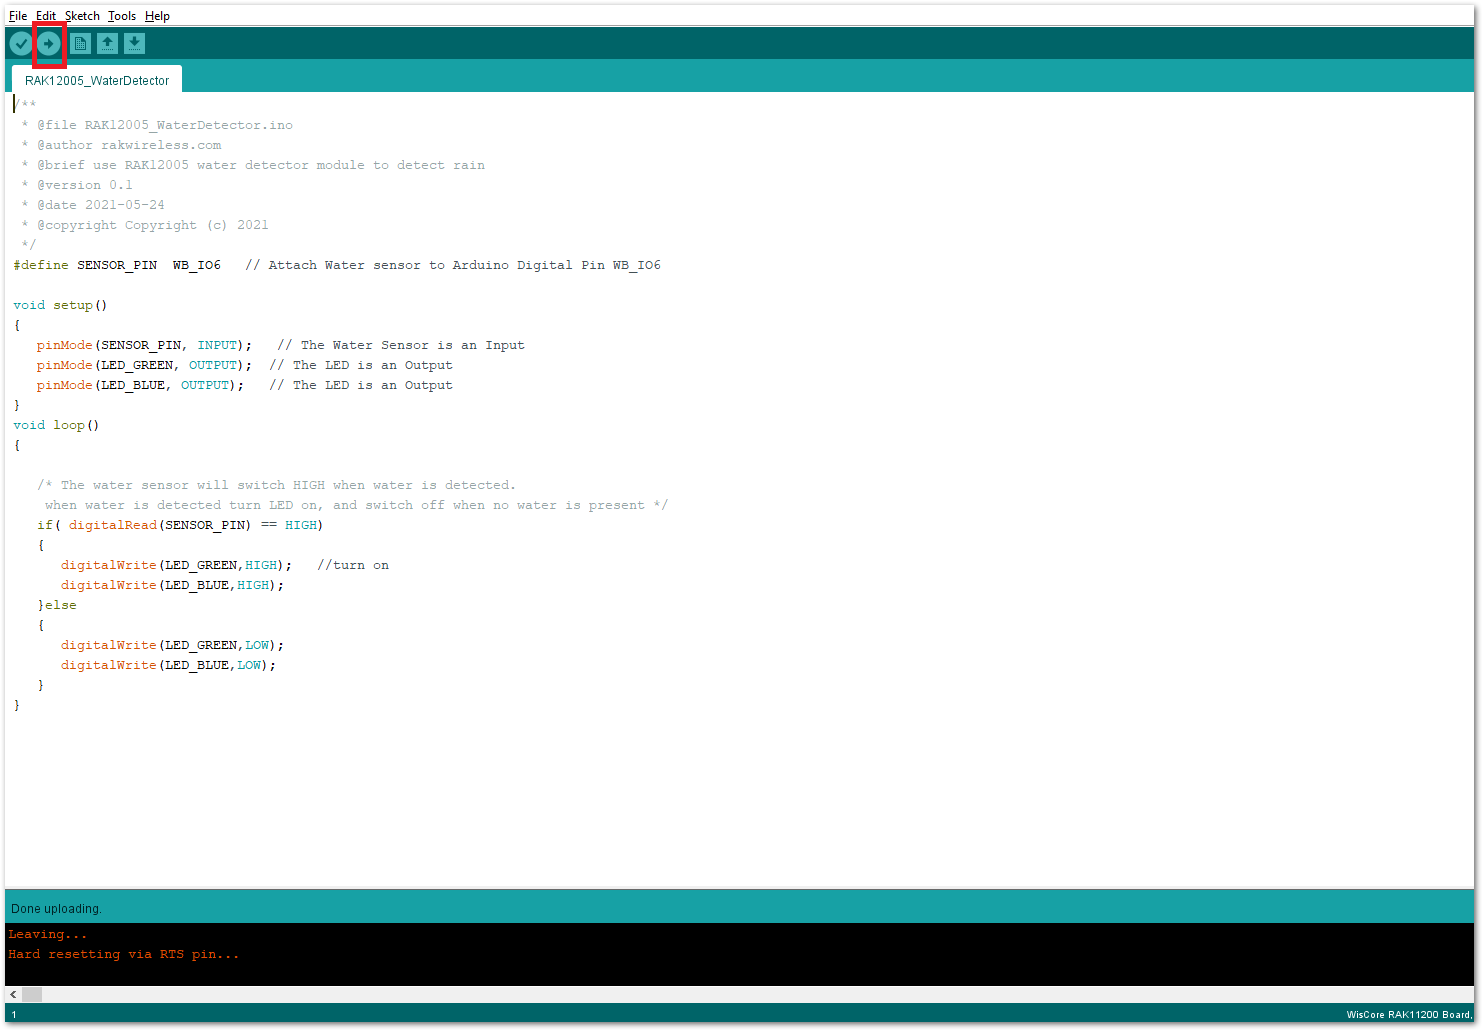 File Edit Sketch Tools Help
RAK12005_WaterDetector
/**
 * @file RAK12005_WaterDetector.ino
 * @author rakwireless.com
 * @brief use RAK12005 water detector module to detect rain
 * @version 0.1
 * @date 2021-05-24
 * @copyright Copyright (c) 2021
 */
#define SENSOR_PIN  WB_IO6   // Attach Water sensor to Arduino Digital Pin WB_IO6
void setup()
{
   pinMode(SENSOR_PIN, INPUT);   // The Water Sensor is an Input
   pinMode(LED_GREEN, OUTPUT);  // The LED is an Output
   pinMode(LED_BLUE, OUTPUT);   // The LED is an Output
}
void loop()
{
   /* The water sensor will switch HIGH when water is detected.
    when water is detected turn LED on, and switch off when no water is present */
   if( digitalRead(SENSOR_PIN) == HIGH)
   {
      digitalWrite(LED_GREEN,HIGH);   //turn on
      digitalWrite(LED_BLUE,HIGH);
   }else
   {
      digitalWrite(LED_GREEN,LOW);
      digitalWrite(LED_BLUE,LOW);
   }
}
Done uploading.
Leaving...
Hard resetting via RTS pin...
1
WisCore RAK11200 Board,